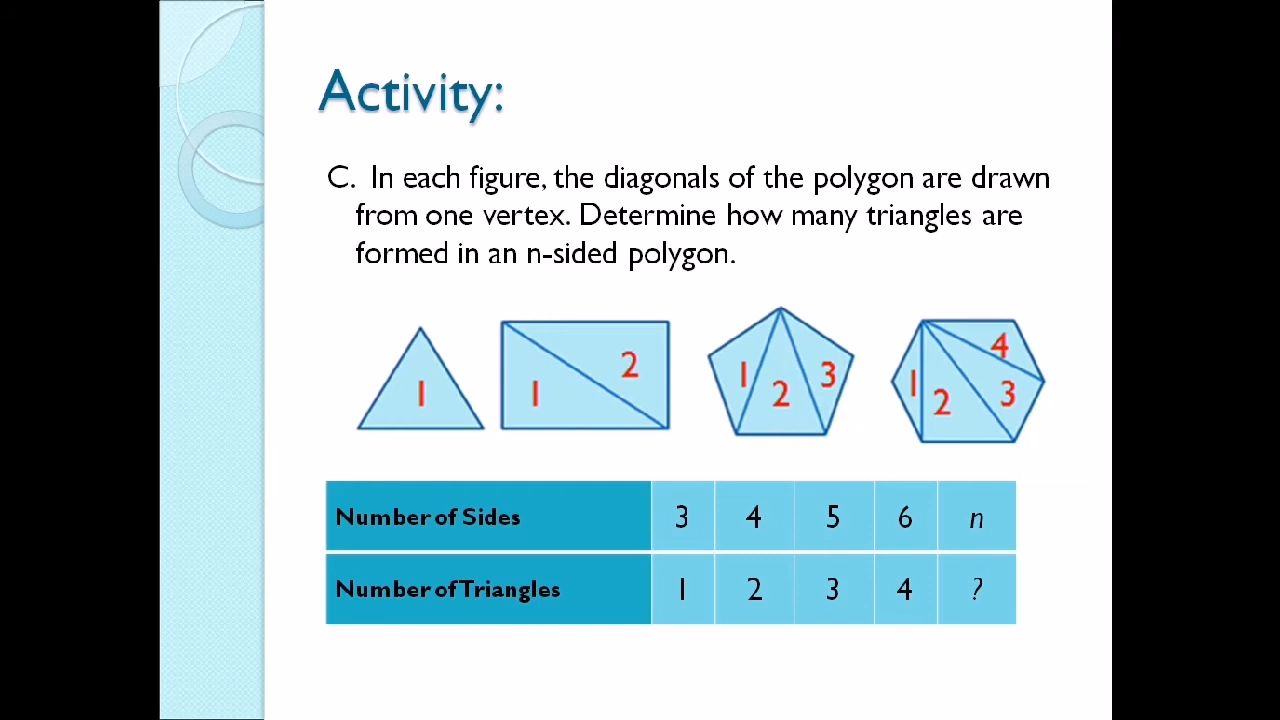 Activity:
C. In each figure, the diagonals of the polygon are drawn
from one vertex. Determine how many triangles are
formed in an n-sided polygon.
1
1 2
1 2 3
1 2 3 4
Number of Sides 3 4 5 6 n
Number of Triangles 1 2 3 4 ?